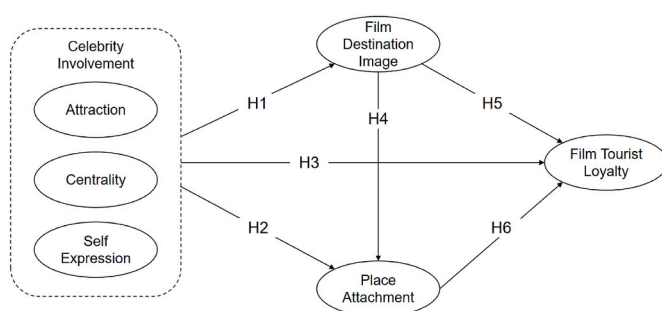 Celebrity
Involvement
Attraction
Centrality
Self
Expression
Film
Destination
Image
H1
H4
H5
H3
Film Tourist
Loyalty
H2
H6
Place
Attachment